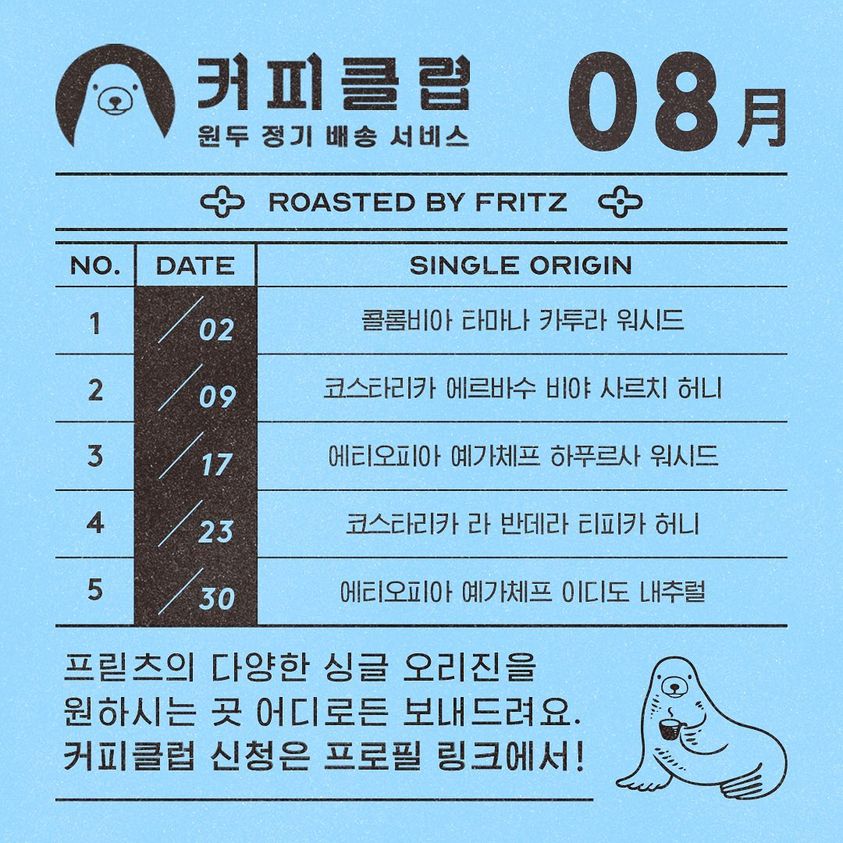 커피클럽
원두 정기 배송 서비스
08月
ROASTED BY FRITZ
NO. DATE SINGLE ORIGIN
1 /02 콜롬비아 타마나 카투라 워시드
2 /09 코스타리카 에르바수 비야 사르치 허니
3 /17 에티오피아 예가체프 하푸르사 워시드
4 /23 코스타리카 라 반데라 티피카 허니
5 /30 에티오피아 예가체프 이디도 내추럴
프릳츠의 다양한 싱글 오리진을
원하시는 곳 어디로든 보내드려요.
커피클럽 신청은 프로필 링크에서!